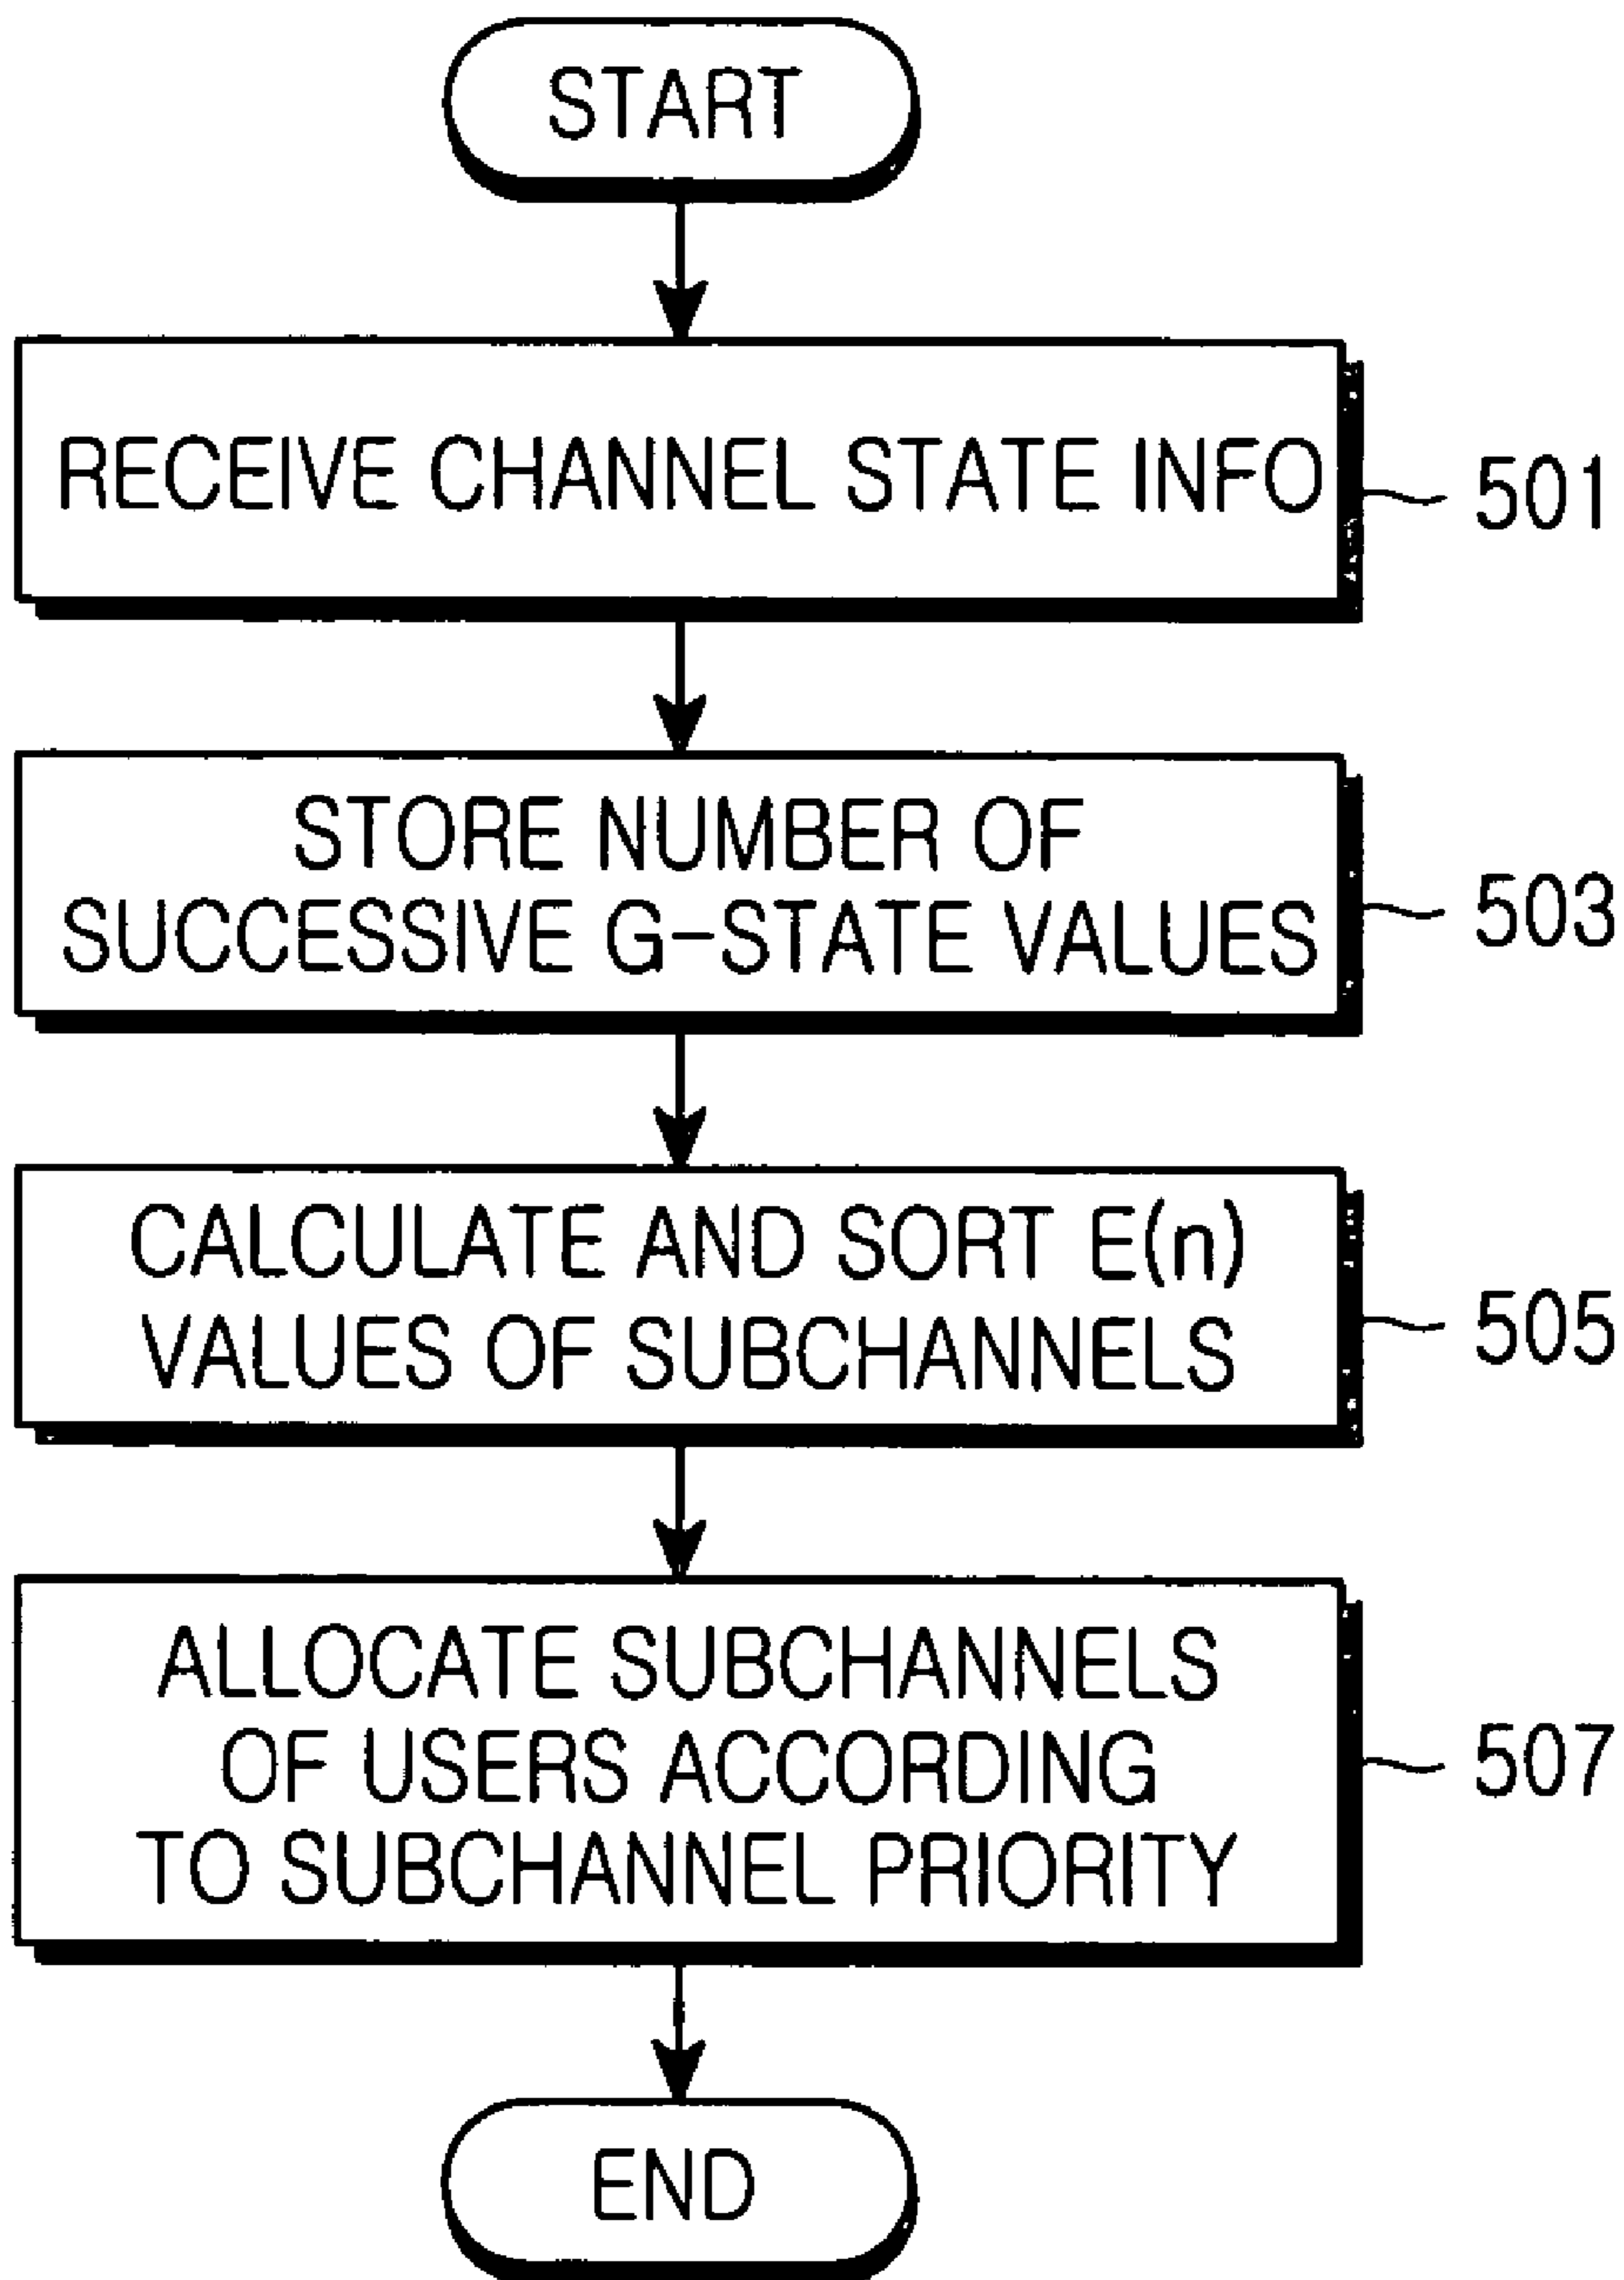 START
RECEIVE CHANNEL STATE INFO
501
STORE NUMBER OF
SUCCESSIVE G-STATE VALUES
503
CALCULATE AND SORT E(n)
VALUES OF SUBCHANNELS
505
ALLOCATE SUBCHANNELS
OF USERS ACCORDING
TO SUBCHANNEL PRIORITY
507
END